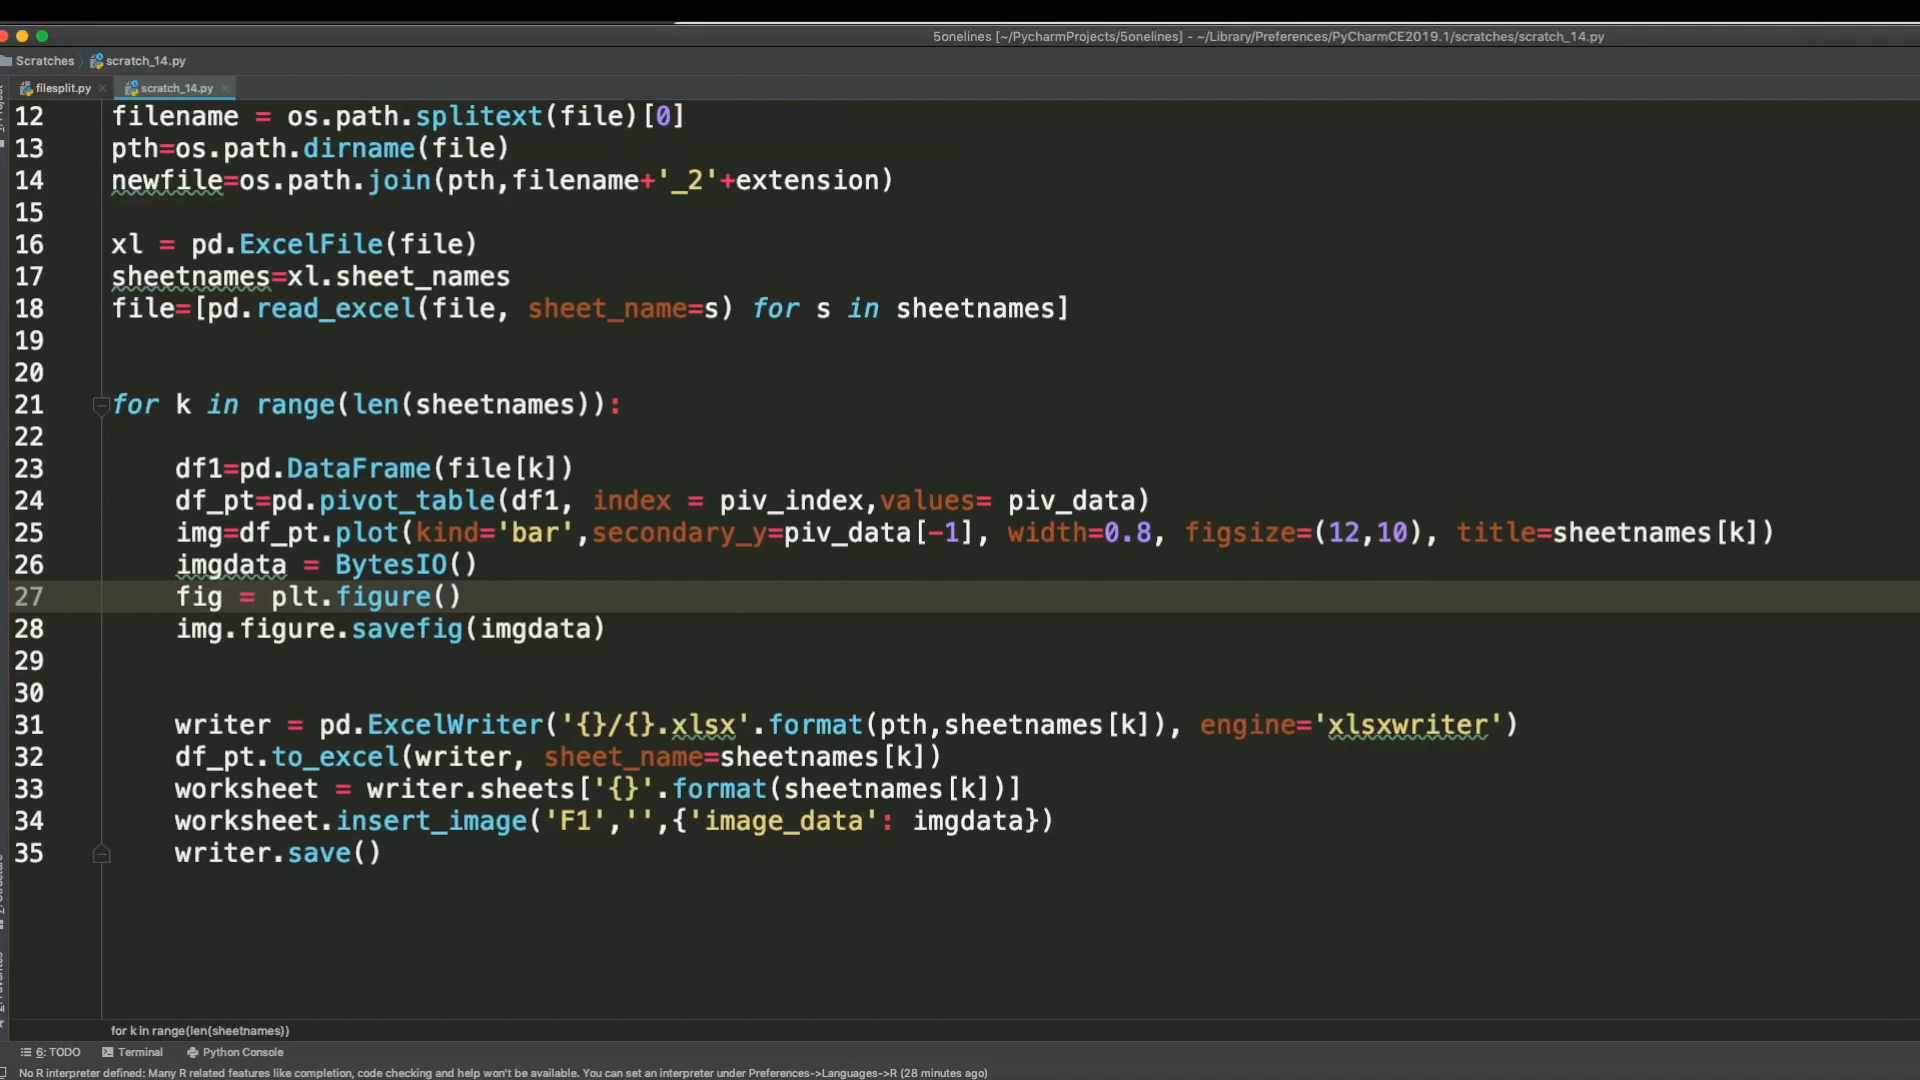 5onelines [~/PycharmProjects/5onelines] - ~/Library/Preferences/PyCharmCE2019.1/scratches/scratch_14.py
Scratches scratch_14.py
filesplit.py scratch_14.py
12 filename = os.path.splitext(file)[0]
13 pth=os.path.dirname(file)
14 newfile=os.path.join(pth,filename+'_2'+extension)
15
16 xl = pd.ExcelFile(file)
17 sheetnames=xl.sheet_names
18 file=[pd.read_excel(file, sheet_name=s) for s in sheetnames]
19
20
21 for k in range(len(sheetnames)):
22
23 df1=pd.DataFrame(file[k])
24 df_pt=pd.pivot_table(df1, index = piv_index,values= piv_data)
25 img=df_pt.plot(kind='bar',secondary_y=piv_data[-1], width=0.8, figsize=(12,10), title=sheetnames[k])
26 imgdata = BytesIO()
27 fig = plt.figure()
28 img.figure.savefig(imgdata)
29
30
31 writer = pd.ExcelWriter('{}/{}.xlsx'.format(pth,sheetnames[k]), engine='xlsxwriter')
32 df_pt.to_excel(writer, sheet_name=sheetnames[k])
33 worksheet = writer.sheets['{}'.format(sheetnames[k])]
34 worksheet.insert_image('F1','',{'image_data': imgdata})
35 writer.save()
for k in range(len(sheetnames))
6: TODO Terminal Python Console
No R interpreter defined: Many R related features like completion, code checking and help won't be available. You can set an interpreter under Preferences->Languages->R (28 minutes ago)